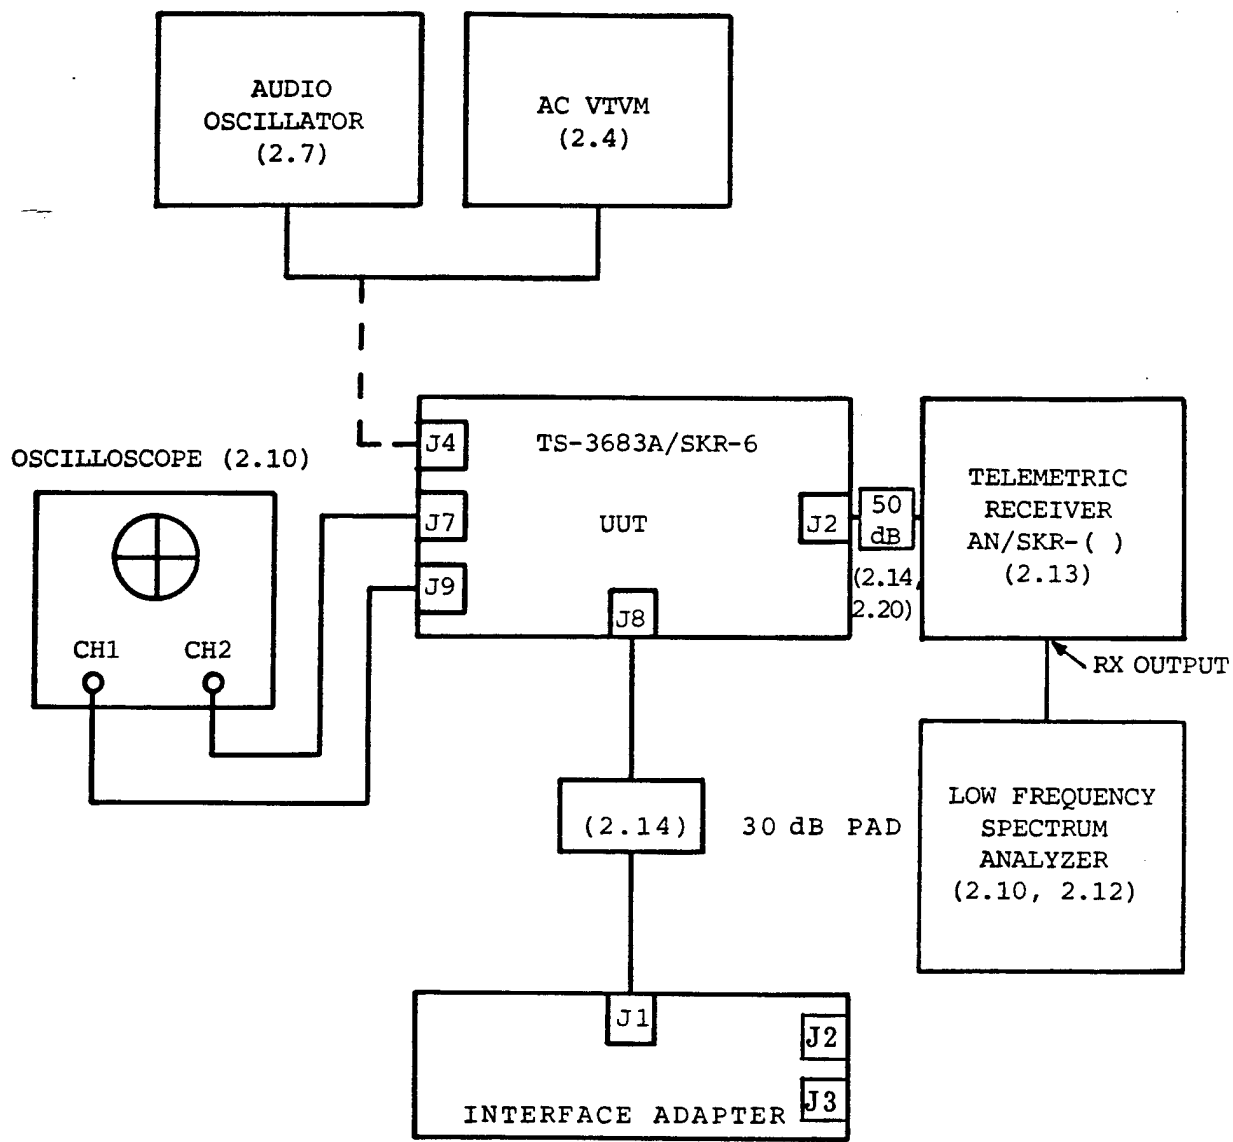 AUDIO
OSCILLATOR
(2.7)
AC VTVM
(2.4)
OSCILLOSCOPE (2.10)
CH1
CH2
J4
J7
J9
TS-3683A/SKR-6
UUT
J2
J8
50
dB
(2.14,
2.20)
TELEMETRIC
RECEIVER
AN/SKR-( )
(2.13)
RX OUTPUT
LOW FREQUENCY
SPECTRUM
ANALYZER
(2.10, 2.12)
(2.14)
30 dB PAD
J1
J2
J3
INTERFACE ADAPTER